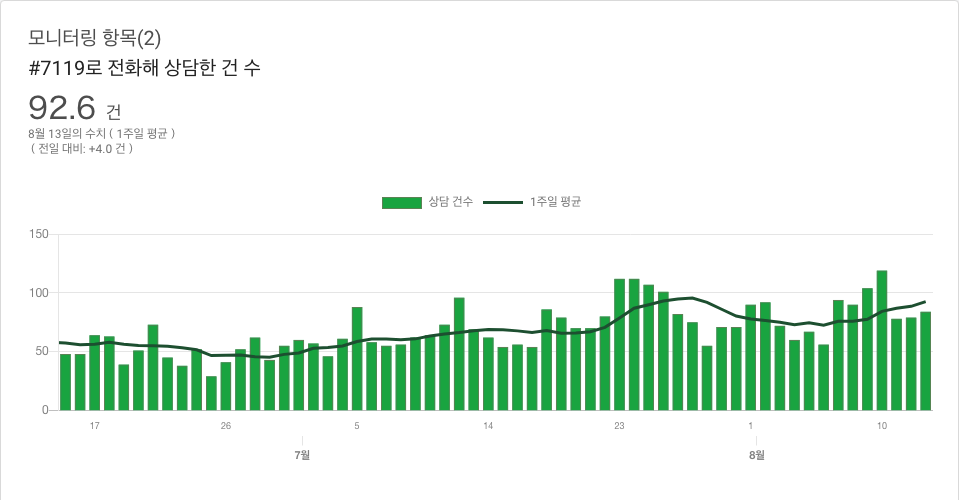 모니터링 항목(2)
#7119로 전화해 상담한 건 수
92.6 건
8월 13일의 수치 ( 1주일 평균 )
( 전일 대비: +4.0 건 )
상담 건수 1주일 평균
150
100
50
0
17 26 5 14 23 1 10
7월 8월